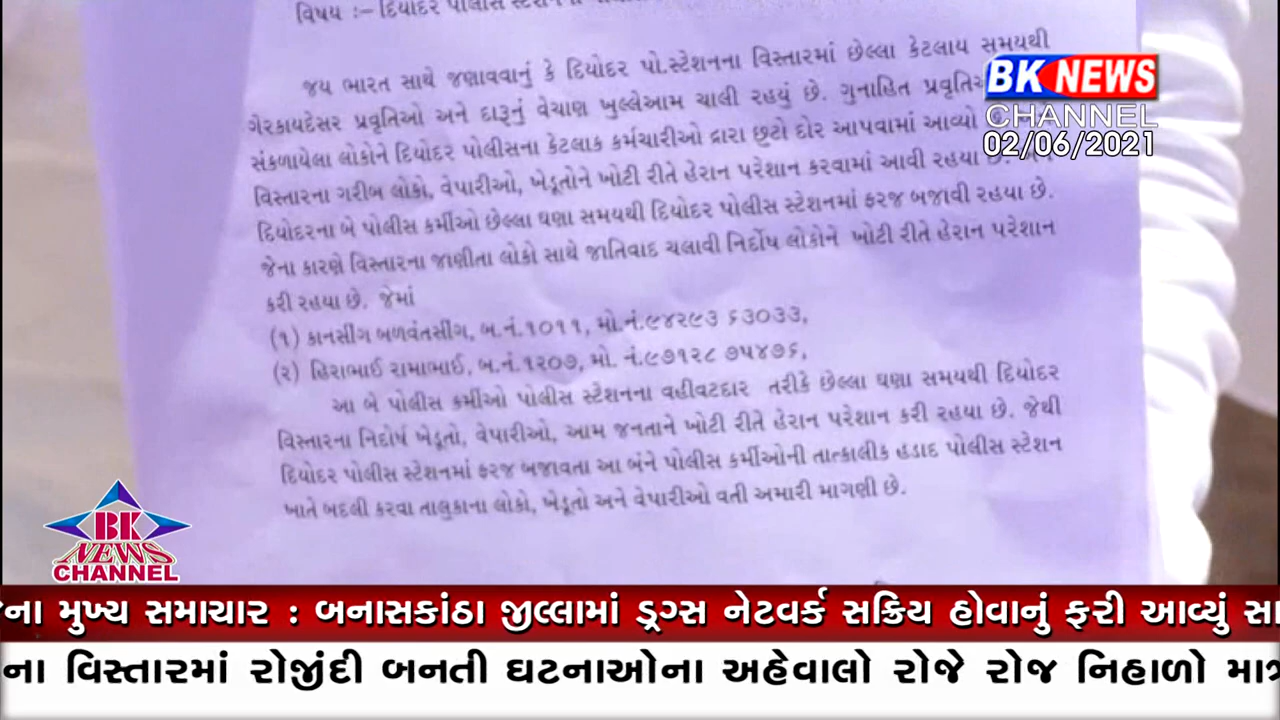 વિષય :– દિયોદર પોલીસ સ્ટેશનના
જય ભારત સાથે જણાવવાનું કે દિયોદર પો.સ્ટેશનના વિસ્તારમાં છેલ્લા કેટલાય સમયથી
ગેરકાયદેસર પ્રવૃતિઓ અને દારૂનું વેચાણ ખુલ્લેઆમ ચાલી રહયું છે. ગુનાહિત
સંકળાયેલા લોકોને દિયોદર પોલીસના કેટલાક કર્મચારીઓ દ્વારા છુટો દોર આપવામાં આવ્યો
વિસ્તારના ગરીબ લોકો, વેપારીઓ, ખેડૂતોને ખોટી રીતે હેરાન પરેશાન કરવામાં આવી રહયા છે.
દિયોદરના બે પોલીસ કર્મીઓ છેલ્લા ઘણા સમયથી દિયોદર પોલીસ સ્ટેશનમાં ફરજ બજાવી રહયા છે.
જેના કારણે વિસ્તારના જાણીતા લોકો સાથે જાતિવાદ ચલાવી નિર્દોષ લોકોને ખોટી રીતે હેરાન પરેશાન
કરી રહયા છે. જેમાં
(૧) કાનસીંગ બળવંતસીંગ, બ.નં.૧૦૧૧, મો.નં.૯૪૨૯૩ ૬૩૦૩૩,
(૨) હિરાભાઈ રામાભાઈ, બ.નં.૧૨૦૭, મો. નં.૯૭૧૨૮ ૭૫૪૭૬,
આ બે પોલીસ કર્મીઓ પોલીસ સ્ટેશનના વહીવટદાર તરીકે છેલ્લા ઘણા સમયથી દિયોદર
વિસ્તારના નિદોર્ષ ખેડૂતો, વેપારીઓ, આમ જનતાને ખોટી રીતે હેરાન પરેશાન કરી રહયા છે. જેથી
દિયોદર પોલીસ સ્ટેશનમાં ફરજ બજાવતા આ બંને પોલીસ કર્મીઓની તાત્કાલીક હડાદ પોલીસ સ્ટેશન
ખાતે બદલી કરવા તાલુકાના લોકો, ખેડૂતો અને વેપારીઓ વતી અમારી માગણી છે.
BK NEWS
CHANNEL
02/06/2021
BK
NEWS
CHANNEL
ના મુખ્ય સમાચાર : બનાસકાંઠા જીલ્લામાં ડ્રગ્સ નેટવર્ક સક્રિય હોવાનું ફરી આવ્યું સા
ના વિસ્તારમાં રોજીંદી બનતી ઘટનાઓના અહેવાલો રોજે રોજ નિહાળો માત્ર